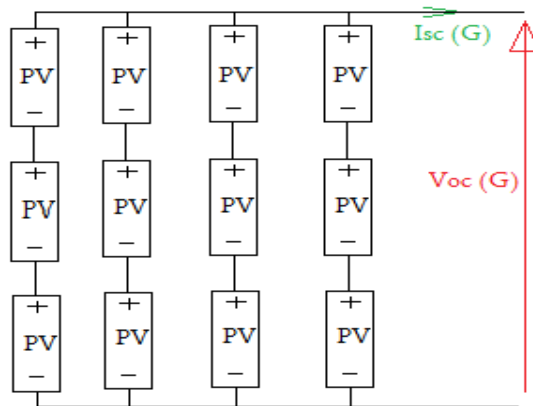 Isc (G)
+ + + +
PV PV PV PV
− − − −
+ + + +
Voc (G)
PV PV PV PV
− − − −
+ + + +
PV PV PV PV
− − − −